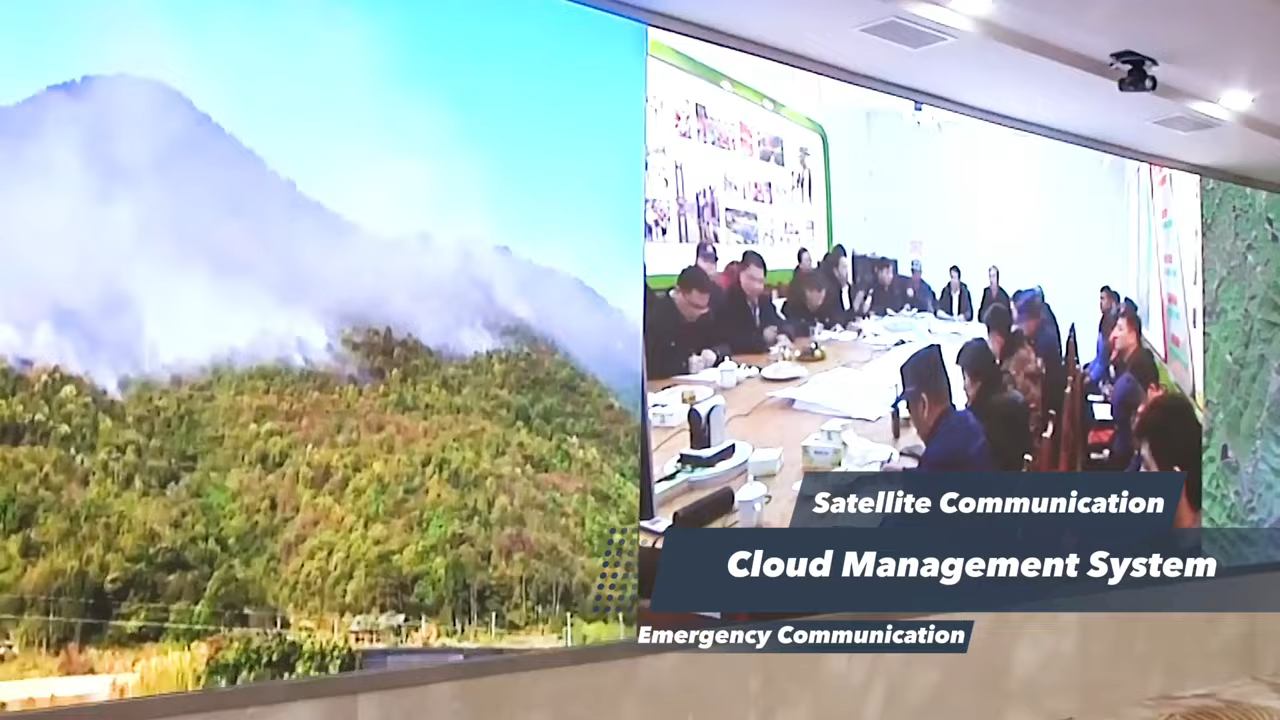 Satellite Communication
Cloud Management System
Emergency Communication